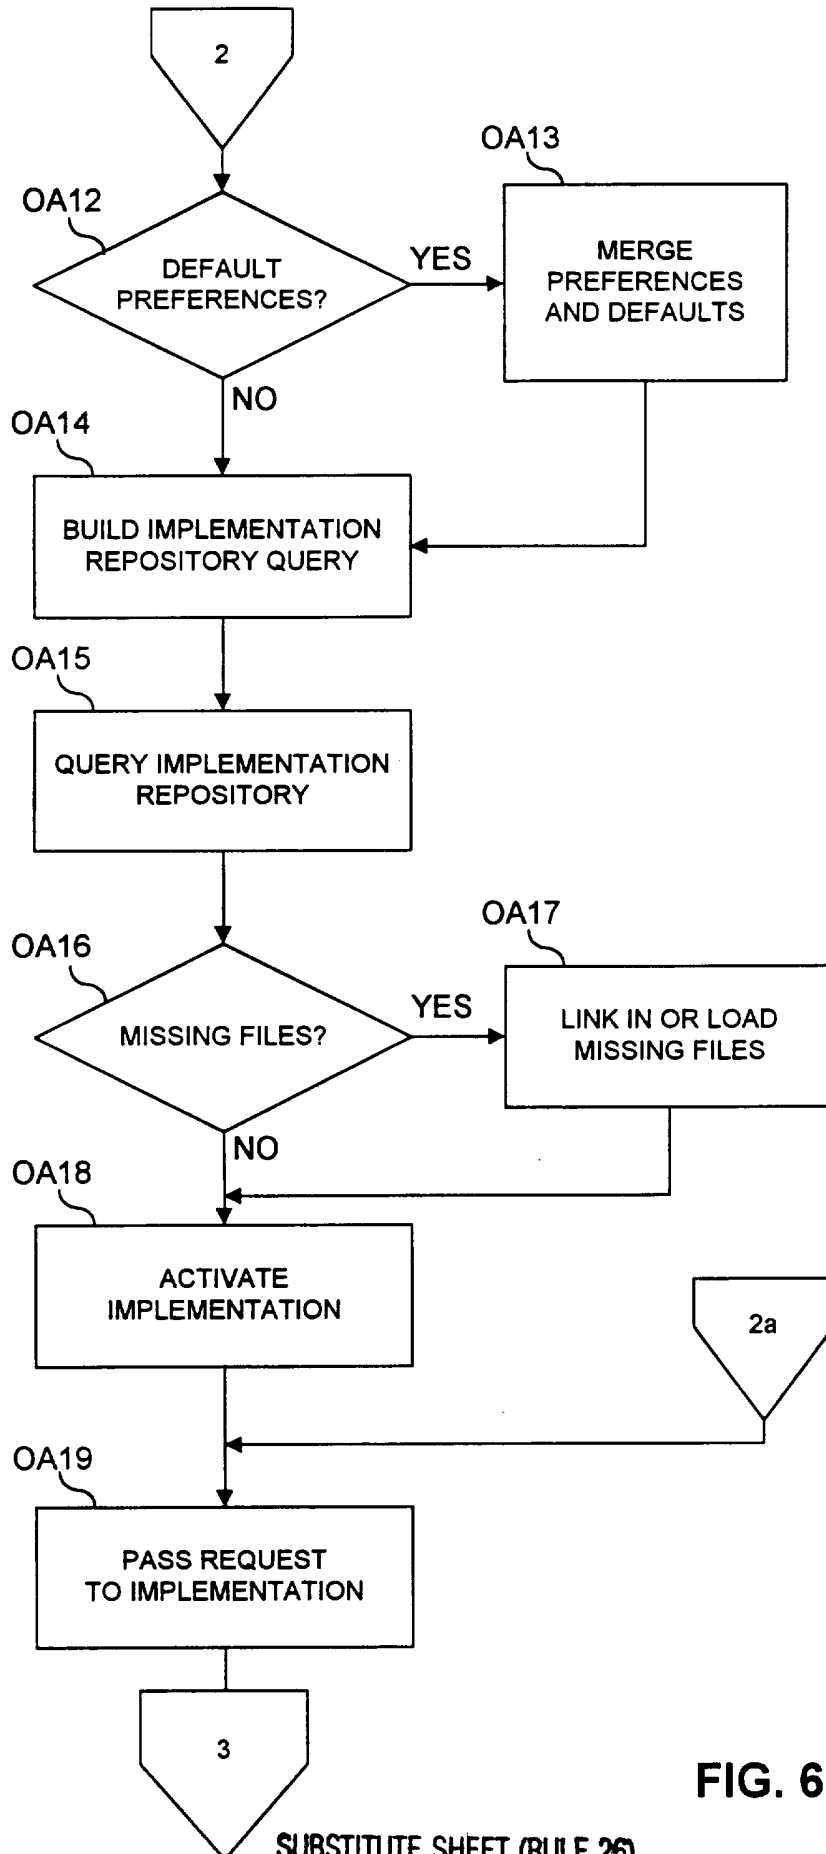 2
OA13
OA12
MERGE
PREFERENCES
AND DEFAULTS
YES
DEFAULT
PREFERENCES?
NO
OA14
BUILD IMPLEMENTATION
REPOSITORY QUERY
OA15
QUERY IMPLEMENTATION
REPOSITORY
OA17
OA16
YES
MISSING FILES?
LINK IN OR LOAD
MISSING FILES
NO
OA18
ACTIVATE
IMPLEMENTATION
2a
OA19
PASS REQUEST
TO IMPLEMENTATION
3
FIG. 6
SUBSTITUTE SHEET (RULE 26)